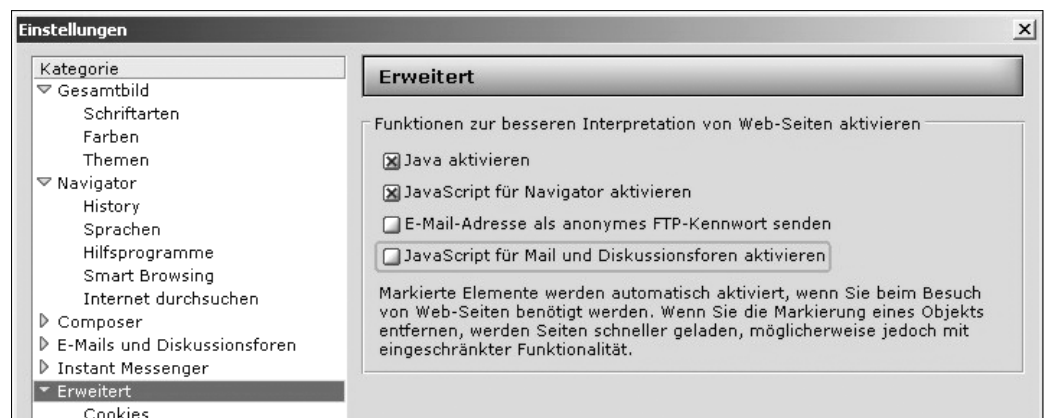 Einstellungen
Kategorie
Gesamtbild
Schriftarten
Farben
Themen
Navigator
History
Sprachen
Hilfsprogramme
Smart Browsing
Internet durchsuchen
Composer
E-Mails und Diskussionsforen
Instant Messenger
Erweitert
Cookies
Erweitert
Funktionen zur besseren Interpretation von Web-Seiten aktivieren
Java aktivieren
JavaScript für Navigator aktivieren
E-Mail-Adresse als anonymes FTP-Kennwort senden
JavaScript für Mail und Diskussionsforen aktivieren
Markierte Elemente werden automatisch aktiviert, wenn Sie beim Besuch
von Web-Seiten benötigt werden. Wenn Sie die Markierung eines Objekts
entfernen, werden Seiten schneller geladen, möglicherweise jedoch mit
eingeschränkter Funktionalität.